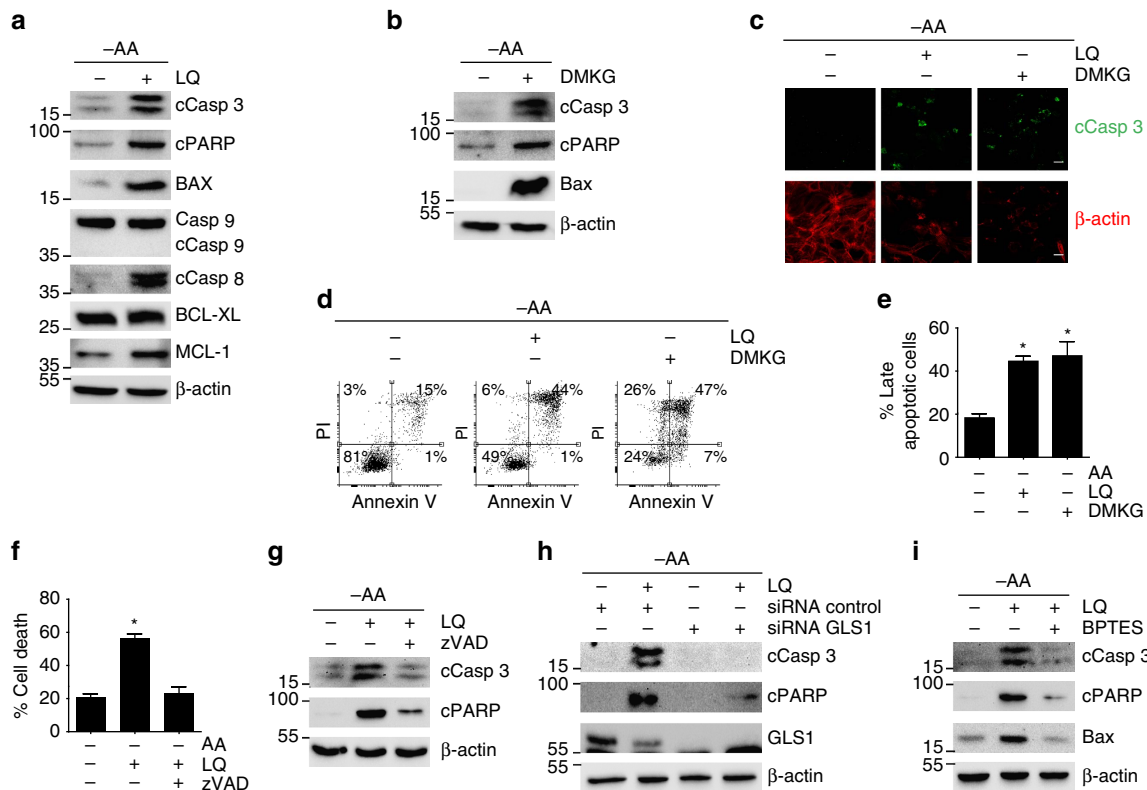 a
–AA
– + LQ
cCasp 3
15
100
cPARP
BAX
15
Casp 9
cCasp 9
35
cCasp 8
35
BCL-XL
25
MCL-1
35
55
β-actin
b
–AA
– + DMKG
cCasp 3
15
100
cPARP
Bax
15
55
β-actin
c
–AA
– + – LQ
– – + DMKG
cCasp 3
β-actin
d
–AA
– + – LQ
– – + DMKG
3% 15%
81% 1%
PI
Annexin V
6% 44%
49% 1%
PI
Annexin V
26% 47%
24% 7%
PI
Annexin V
e
% Late
apoptotic cells
60
40
20
0
* *
– – – AA
– + – LQ
– – + DMKG
f
% Cell death
80
60
40
20
0
*
– – – AA
– + + LQ
– – + zVAD
g
–AA
– + + LQ
– – + zVAD
cCasp 3
15
100
cPARP
55
55
β-actin
h
–AA
– + – + LQ
+ + – – siRNA control
– – + + siRNA GLS1
cCasp 3
15
100
cPARP
GLS1
55
β-actin
i
–AA
– + + LQ
– – + BPTES
cCasp 3
15
100
cPARP
Bax
15
55
β-actin